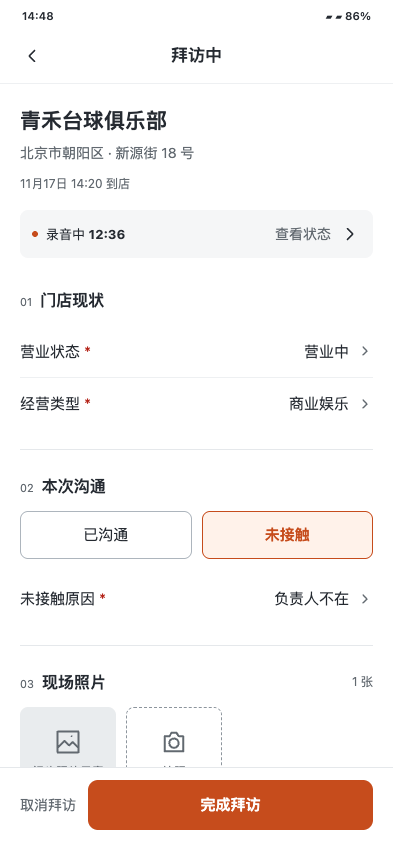 14:48
86%
拜访中
青禾台球俱乐部
北京市朝阳区 · 新源街 18 号
11月17日 14:20 到店
录音中 12:36 查看状态
01 门店现状
营业状态 * 营业中
经营类型 * 商业娱乐
02 本次沟通
已沟通 未接触
未接触原因 * 负责人不在
03 现场照片 1 张
取消拜访 完成拜访